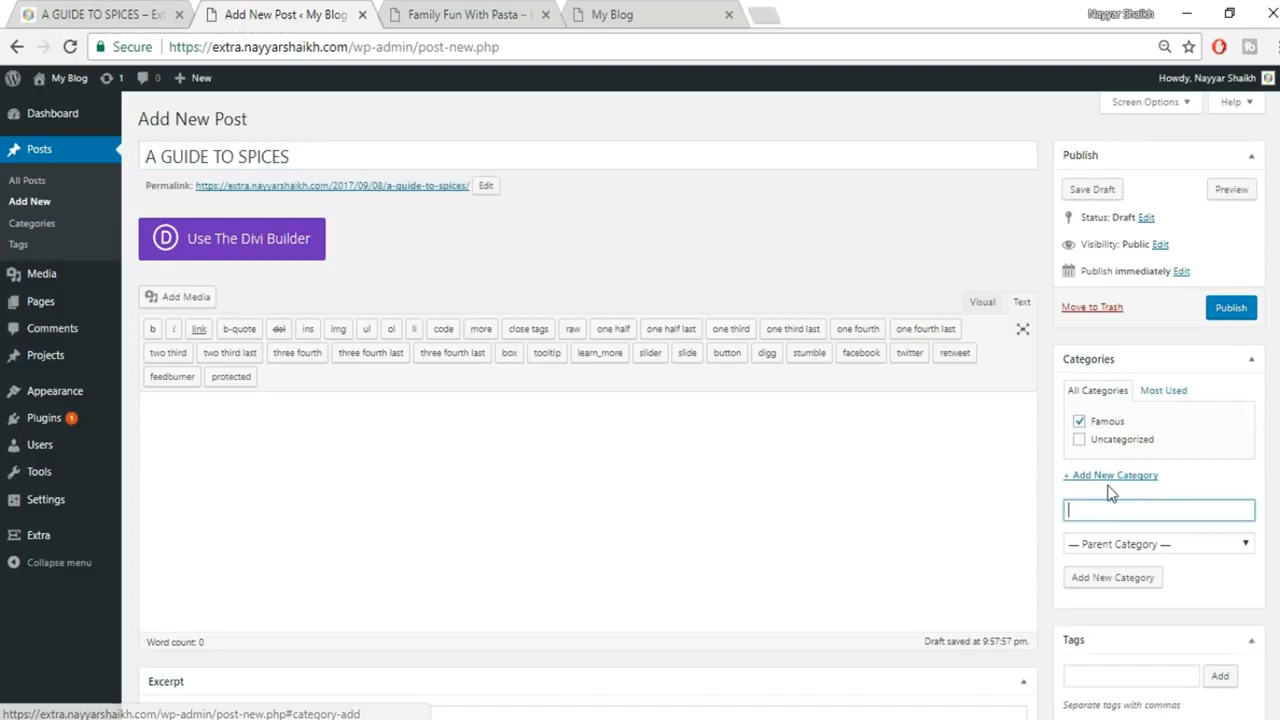 A GUIDE TO SPICES – Ext
Add New Post ‹ My Blog
Family Fun With Pasta –
My Blog
Nayyar Shaikh
Secure
https://extra.nayyarshaikh.com/wp-admin/post-new.php
My Blog
1
0
New
Howdy, Nayyar Shaikh
Screen Options
Help
Dashboard
Posts
All Posts
Add New
Categories
Tags
Media
Pages
Comments
Projects
Appearance
Plugins 1
Users
Tools
Settings
Extra
Collapse menu
Add New Post
A GUIDE TO SPICES
Permalink: https://extra.nayyarshaikh.com/2017/09/08/a-guide-to-spices/ Edit
D Use The Divi Builder
Add Media
Visual Text
b i link b-quote del ins img ul ol li code more close tags raw one half one half last one third one third last one fourth one fourth last
two third two third last three fourth three fourth last three fourth last box tooltip learn_more slider slide button digg stumble facebook twitter retweet
feedburner protected
Word count: 0
Draft saved at 9:57:57 pm.
Excerpt
Publish
Save Draft Preview
Status: Draft Edit
Visibility: Public Edit
Publish immediately Edit
Move to Trash Publish
Categories
All Categories Most Used
Famous
Uncategorized
+ Add New Category
— Parent Category —
Add New Category
Tags
Add
Separate tags with commas
https://extra.nayyarshaikh.com/wp-admin/post-new.php#category-add